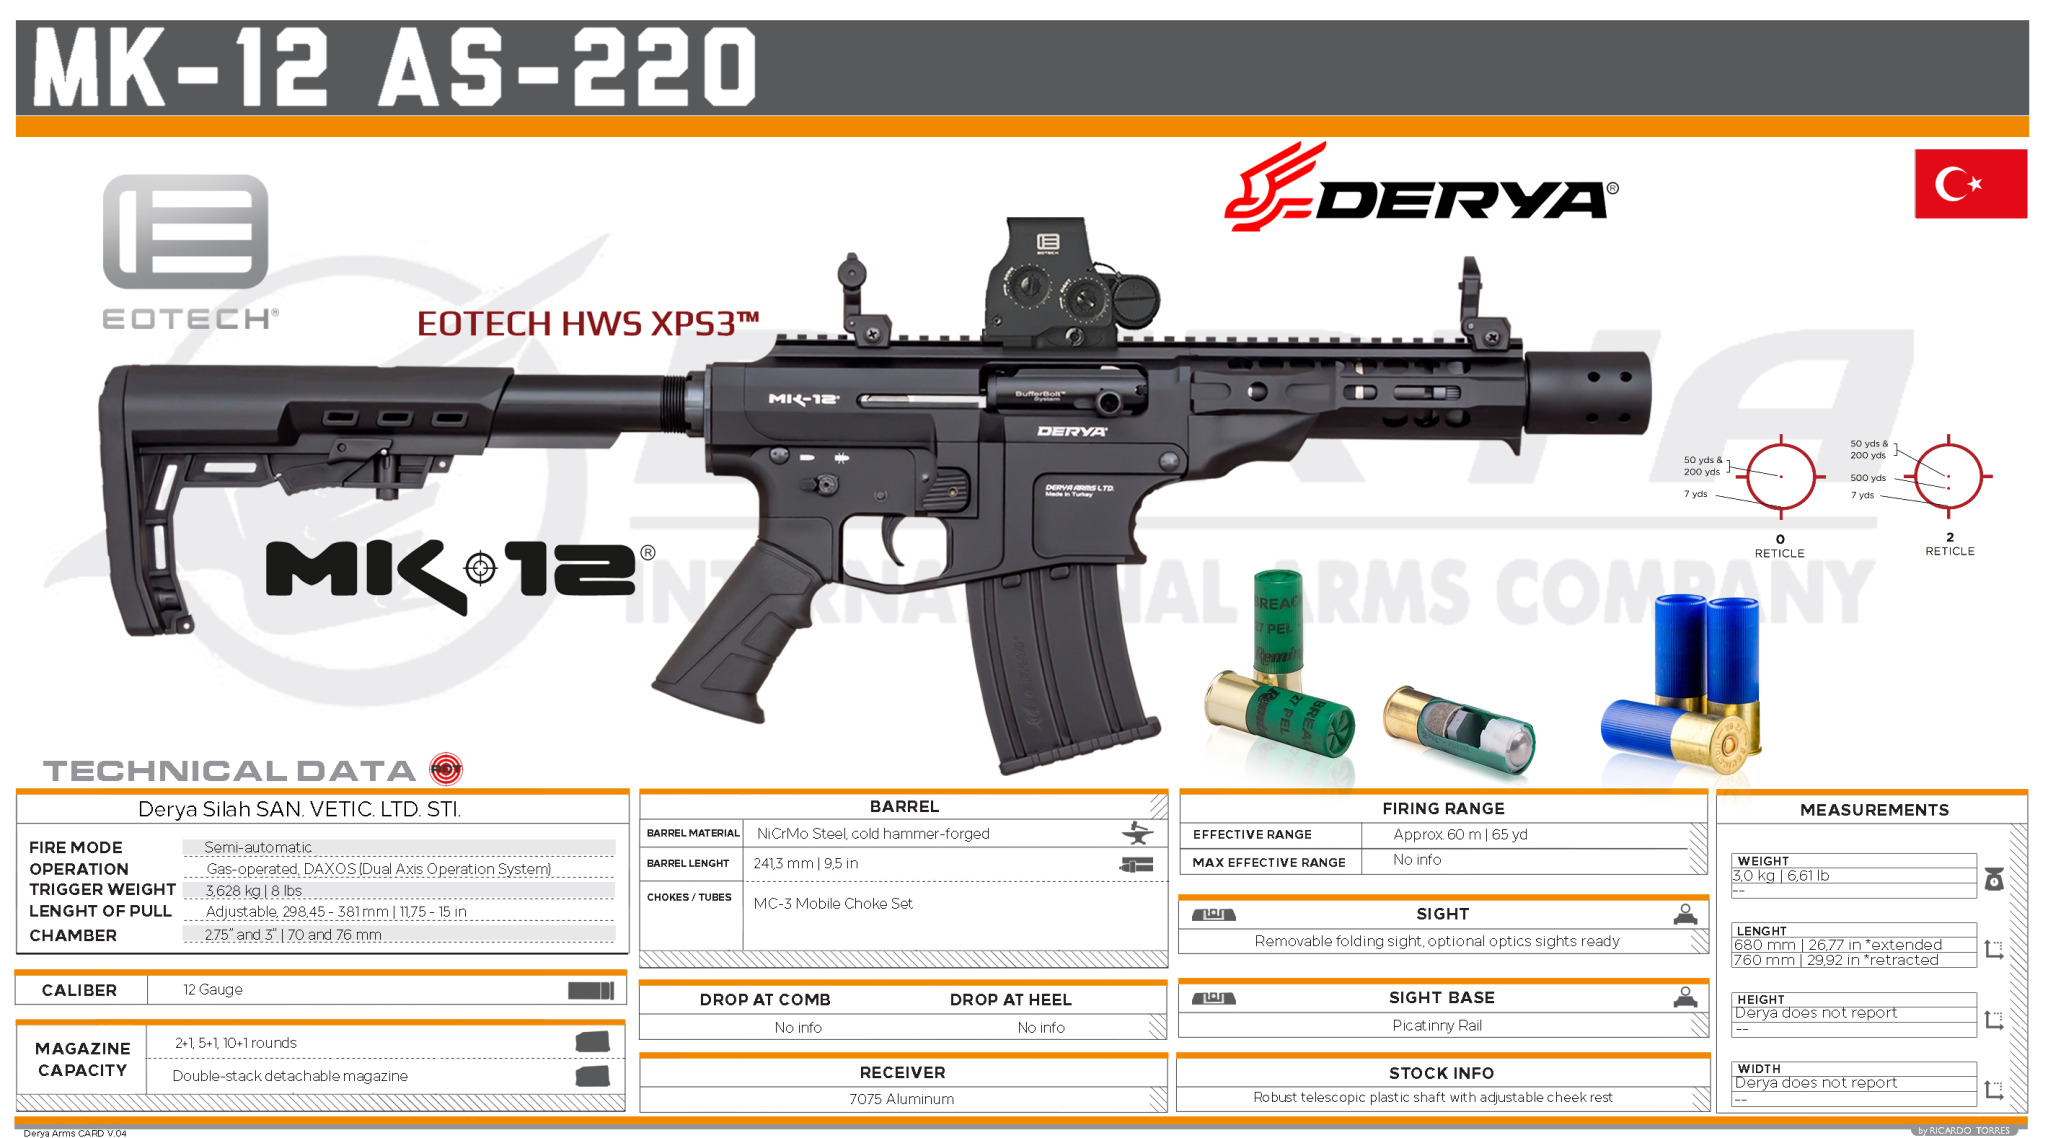 MK-12 AS-220
DERYA®
EOTECH®
EOTECH HWS XPS3™
EOTECH
MK-12
BufferBolt™
System
DERYA
DERYA ARMS LTD.
Made in Turkey
MK-12®
INTERNATIONAL ARMS COMPANY
50 yds &
200 yds
7 yds
0
RETICLE
50 yds &
200 yds
500 yds
7 yds
2
RETICLE
BREAC
27 PEL
Remin
27 PEL
TECHNICAL DATA
Derya Silah SAN. VETIC. LTD. STI.
FIRE MODE Semi-automatic
OPERATION Gas-operated, DAXOS (Dual Axis Operation System)
TRIGGER WEIGHT 3,628 kg | 8 lbs
LENGHT OF PULL Adjustable, 298,45 - 381 mm | 11,75 - 15 in
CHAMBER 2.75" and 3" | 70 and 76 mm
CALIBER 12 Gauge
MAGAZINE CAPACITY 2+1, 5+1, 10+1 rounds
Double-stack detachable magazine
BARREL
BARREL MATERIAL NiCrMo Steel, cold hammer-forged
BARREL LENGHT 241,3 mm | 9,5 in
CHOKES / TUBES MC-3 Mobile Choke Set
DROP AT COMB DROP AT HEEL
No info No info
RECEIVER
7075 Aluminum
FIRING RANGE
EFFECTIVE RANGE Approx. 60 m | 65 yd
MAX EFFECTIVE RANGE No info
SIGHT
Removable folding sight, optional optics sights ready
SIGHT BASE
Picatinny Rail
STOCK INFO
Robust telescopic plastic shaft with adjustable cheek rest
MEASUREMENTS
WEIGHT
3,0 kg | 6,61 lb
--
LENGHT
680 mm | 26,77 in *extended
760 mm | 29,92 in *retracted
HEIGHT
Derya does not report
--
WIDTH
Derya does not report
--
Derya Arms CARD V.04
by RICARDO TORRES